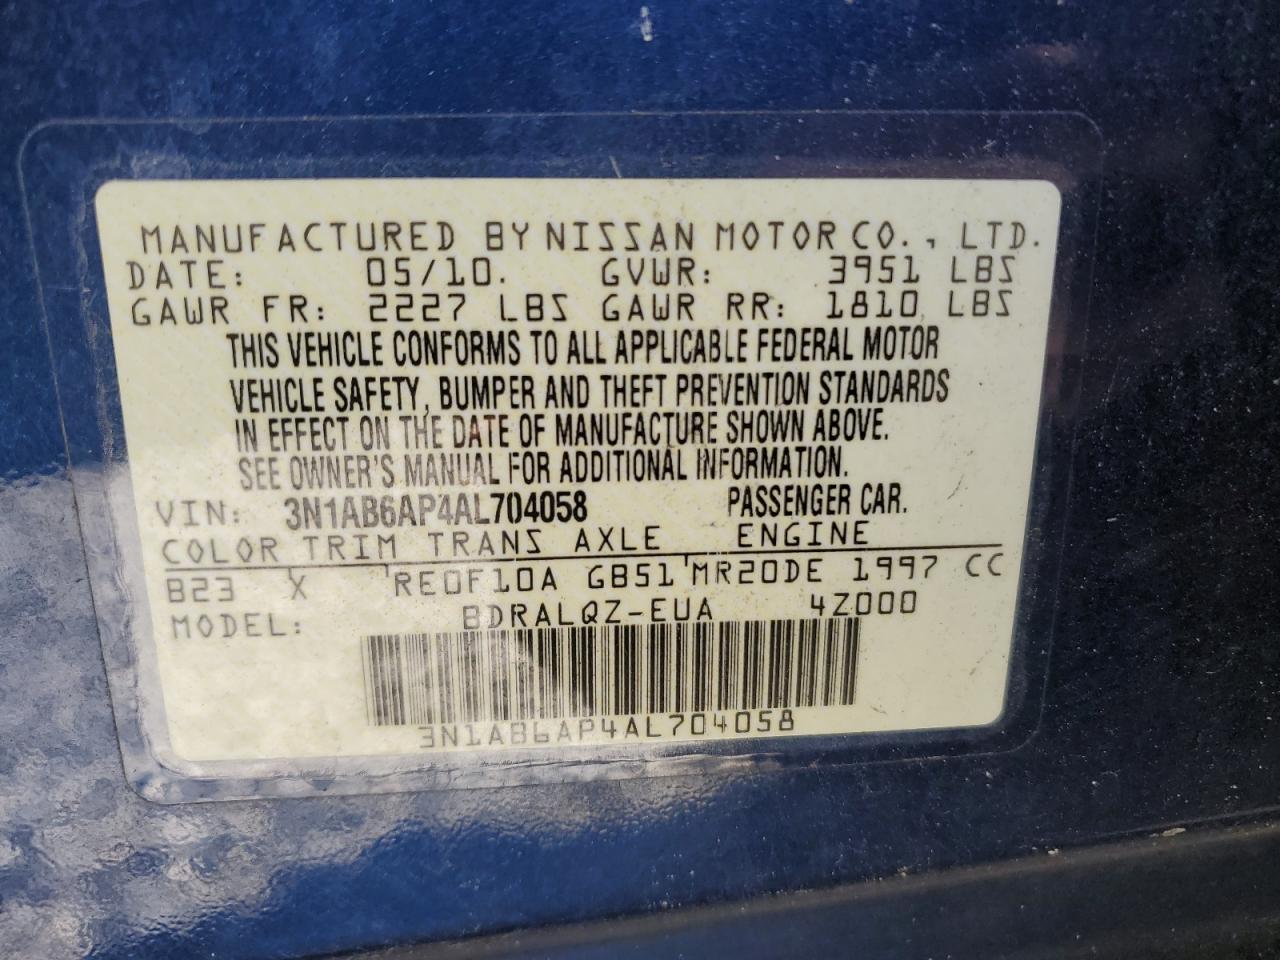 MANUFACTURED BY NISSAN MOTOR CO., LTD.
DATE: 05/10. GVWR: 3951 LBS
GAWR FR: 2227 LBS GAWR RR: 1810 LBS
THIS VEHICLE CONFORMS TO ALL APPLICABLE FEDERAL MOTOR
VEHICLE SAFETY, BUMPER AND THEFT PREVENTION STANDARDS
IN EFFECT ON THE DATE OF MANUFACTURE SHOWN ABOVE.
SEE OWNER'S MANUAL FOR ADDITIONAL INFORMATION.
VIN: 3N1AB6AP4AL704058 PASSENGER CAR.
COLOR TRIM TRANS AXLE ENGINE
B23 X RE0F10A GB51 MR20DE 1997 CC
MODEL: BDRALQZ-EUA 4Z000
3N1AB6AP4AL704058